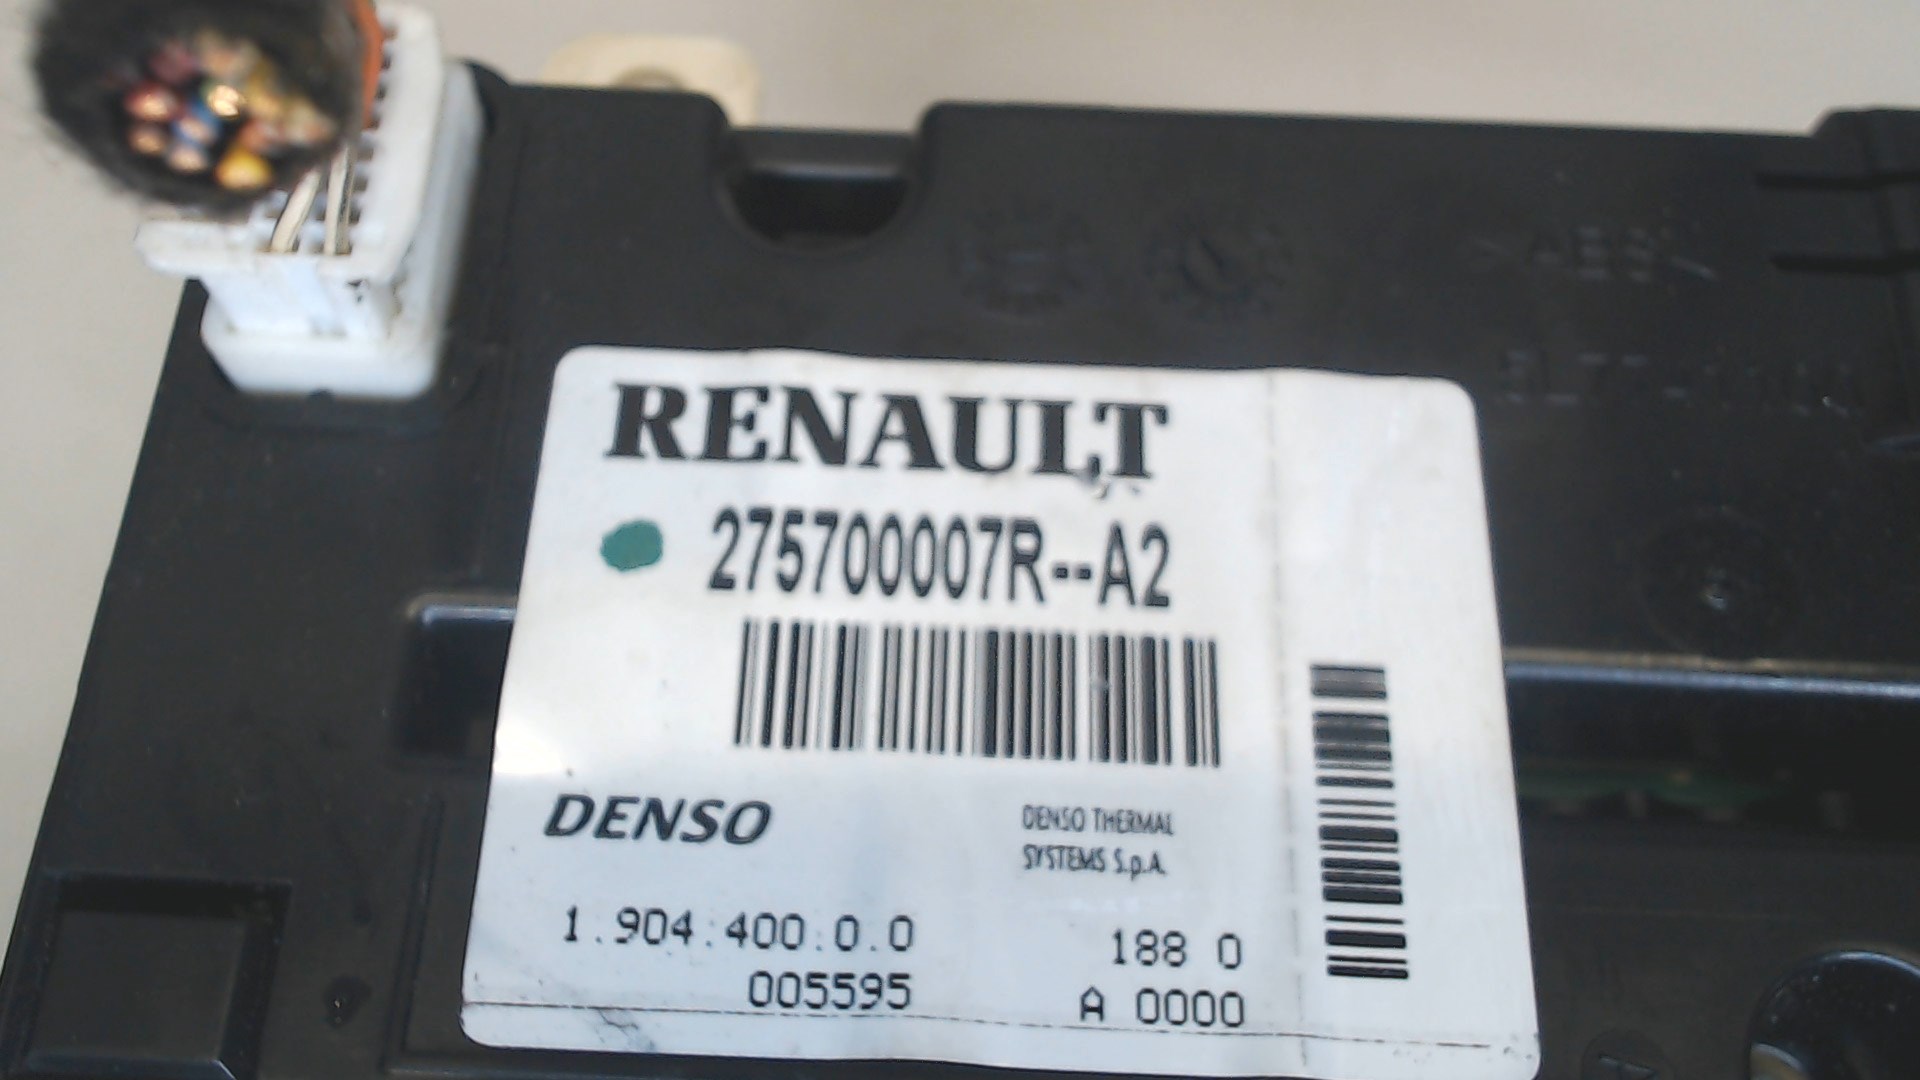 RENAULT
275700007R--A2
DENSO
DENSO THERMAL
SYSTEMS S.p.A.
1.904.400.0.0
188 0
005595
A 0000